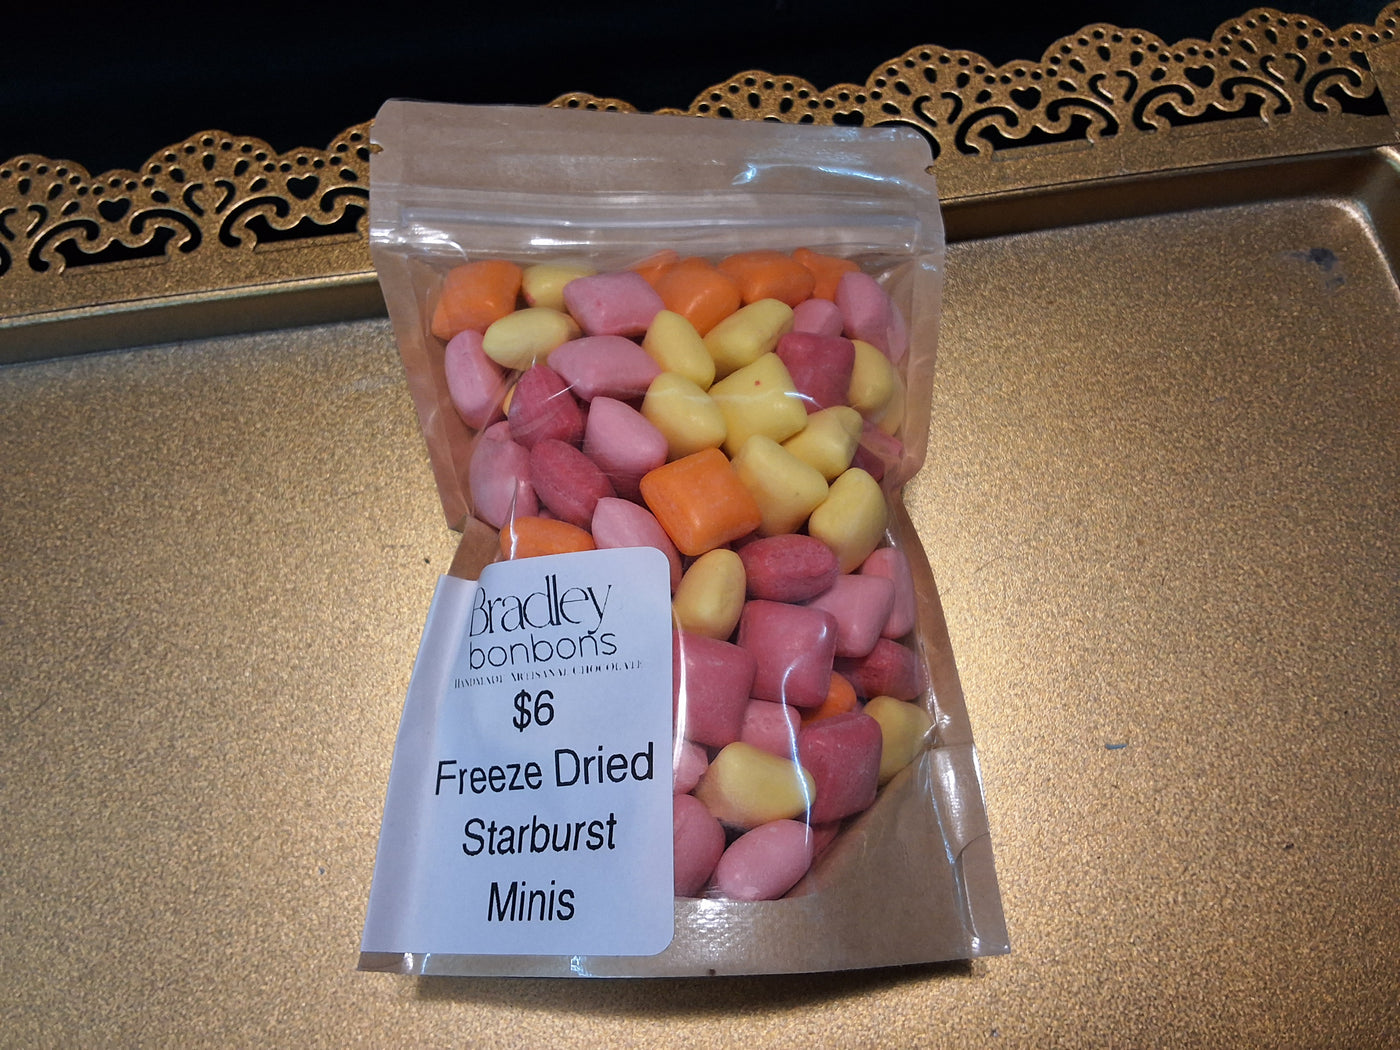 Bradley
bonbons
Handmade Artisanal Chocolate
$6
Freeze Dried
Starburst
Minis